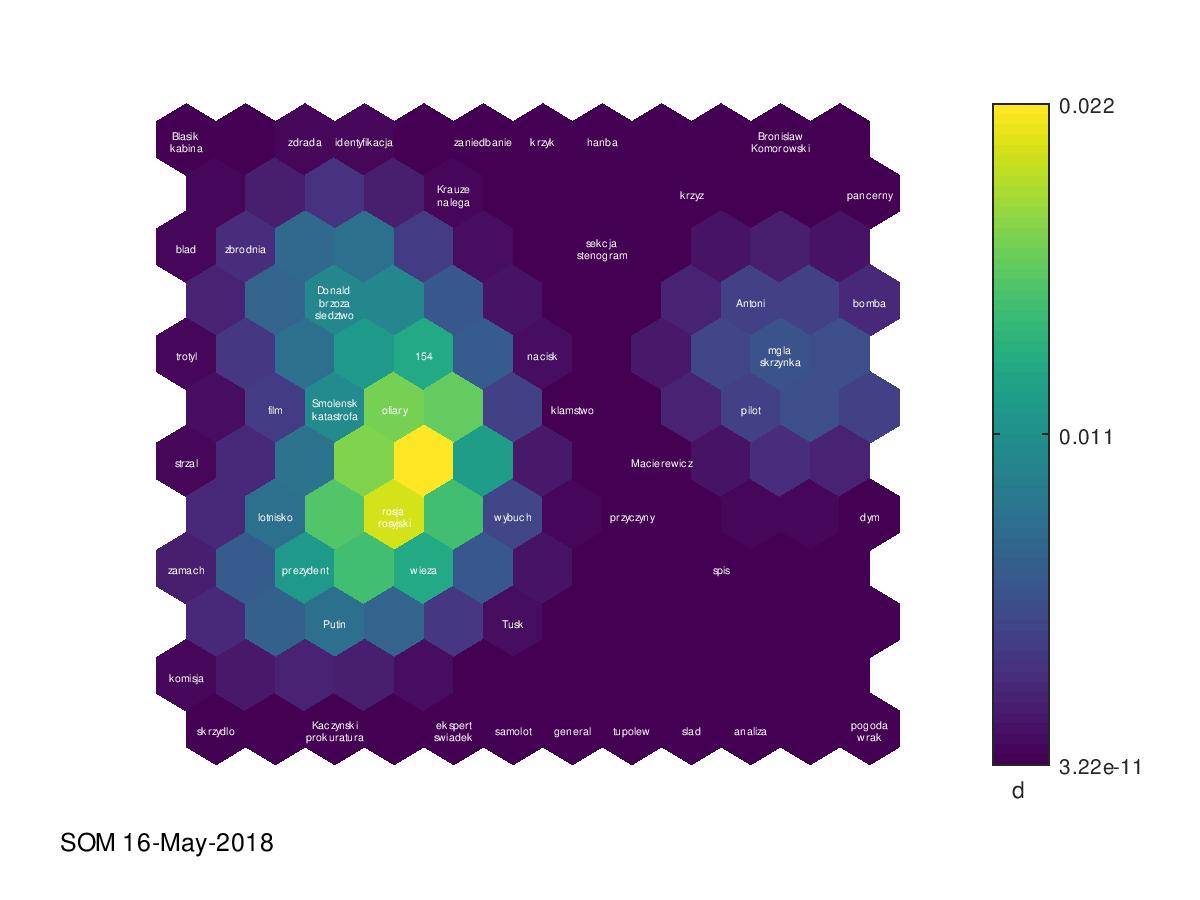 0.022
Blasik
kabina
zdrada
identyfikacja
zaniedbanie
krzyk
hanba
Bronislaw
Komorowski
Krauze
nalega
krzyz
pancerny
blad
zbrodnia
sekcja
stenogram
Donald
brzoza
sledztwo
Antoni
bomba
trotyl
154
nacisk
mgla
skrzynka
film
Smolensk
katastrofa
ofiary
klamstwo
pilot
0.011
strzal
Macierewicz
lotnisko
rosja
rosyjski
wybuch
przyczyny
dym
zamach
prezydent
wieza
spis
Putin
Tusk
komisja
skrzydlo
Kaczynski
prokuratura
ekspert
swiadek
samolot
general
tupolew
slad
analiza
pogoda
wrak
3.22e-11
d
SOM 16-May-2018